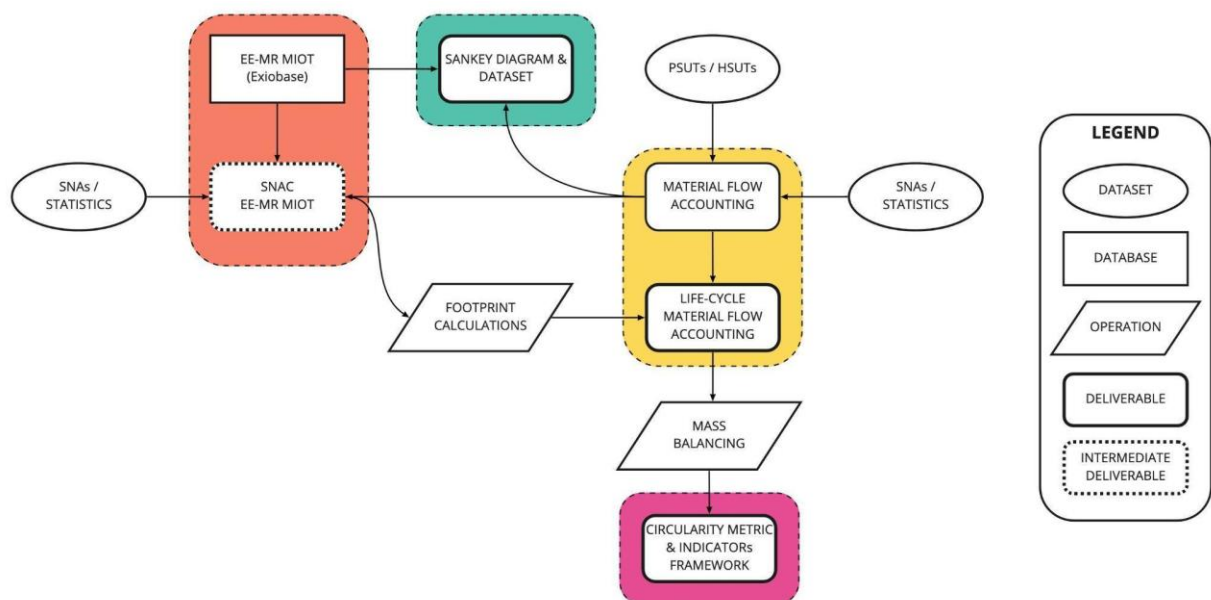 EE-MR MIOT
(Exiobase)
SANKEY DIAGRAM &
DATASET
PSUTs / HSUTs
SNAs /
STATISTICS
SNAC
EE-MR MIOT
MATERIAL FLOW
ACCOUNTING
SNAs /
STATISTICS
FOOTPRINT
CALCULATIONS
LIFE-CYCLE
MATERIAL FLOW
ACCOUNTING
MASS
BALANCING
CIRCULARITY METRIC
& INDICATORs
FRAMEWORK
LEGEND
DATASET
DATABASE
OPERATION
DELIVERABLE
INTERMEDIATE
DELIVERABLE